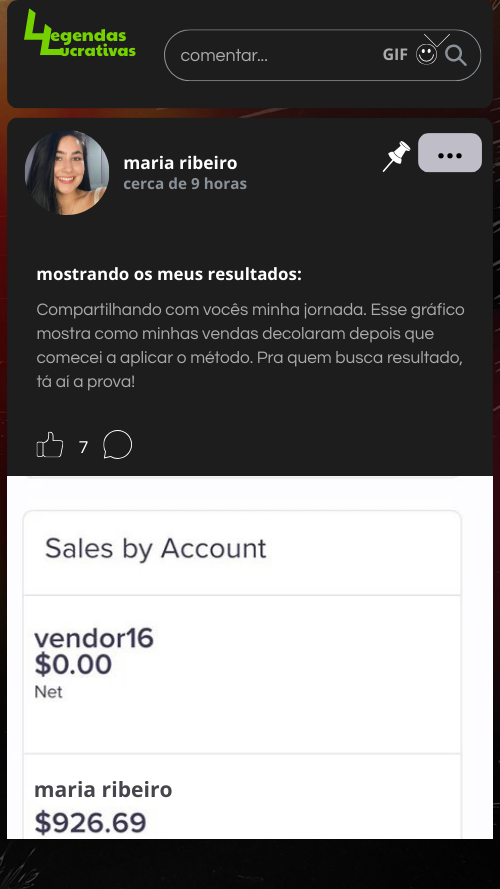 Legendas
Lucrativas
comentar...
GIF
maria ribeiro
cerca de 9 horas
...
mostrando os meus resultados:
Compartilhando com vocês minha jornada. Esse gráfico
mostra como minhas vendas decolaram depois que
comecei a aplicar o método. Pra quem busca resultado,
tá aí a prova!
7
Sales by Account
vendor16
$0.00
Net
maria ribeiro
$926.69